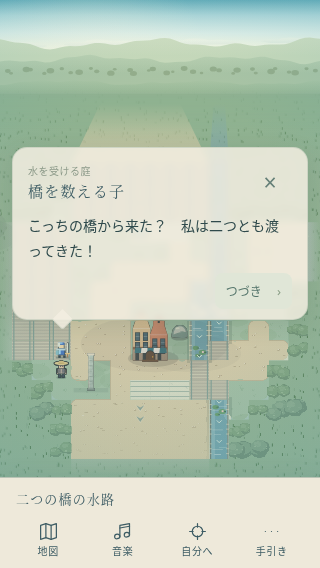 水を受ける庭
橋を数える子
こっちの橋から来た？　私は二つとも渡
ってきた！
つづき ›
二つの橋の水路
地図 音楽 自分へ 手引き